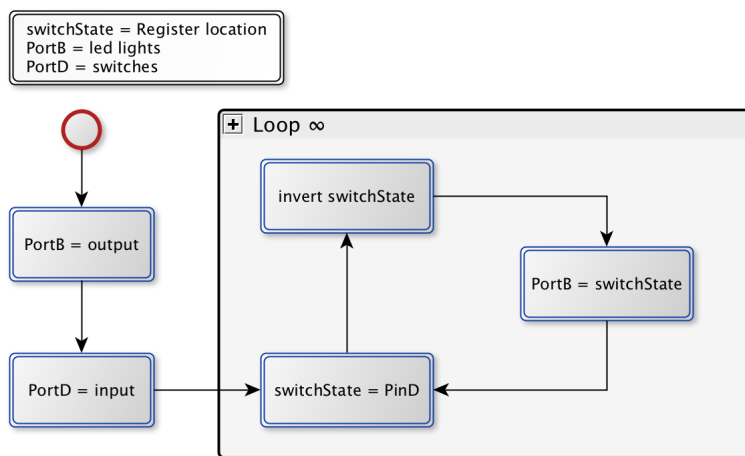 switchState = Register location
PortB = led lights
PortD = switches
+ Loop ∞
invert switchState
PortB = output
PortB = switchState
PortD = input
switchState = PinD